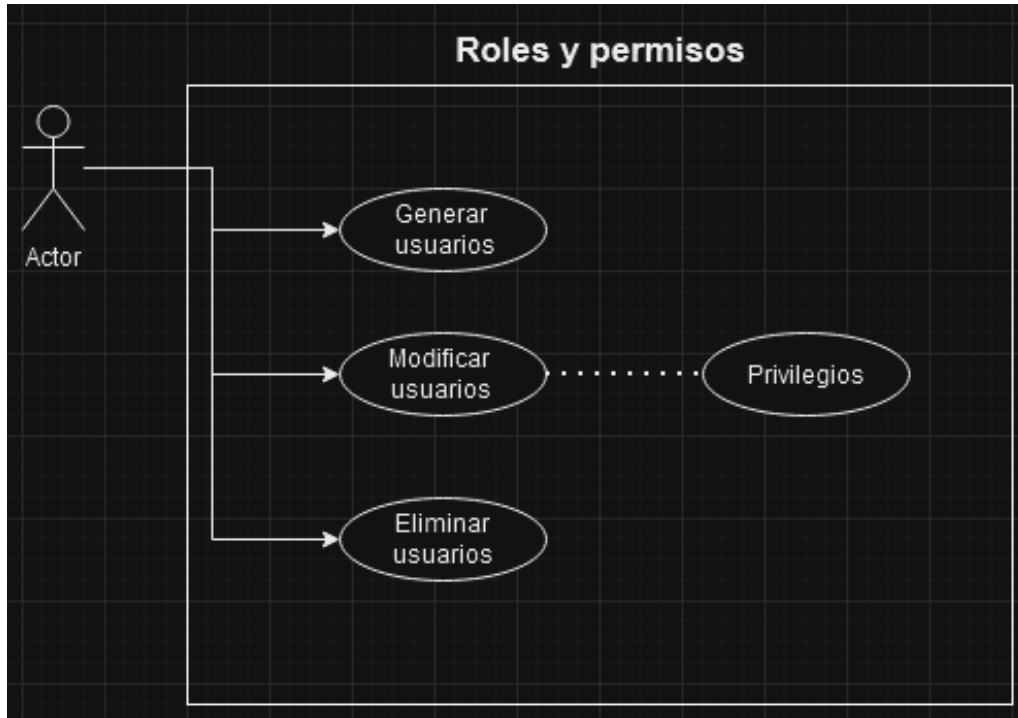 Roles y permisos
Actor
Generar
usuarios
Modificar
usuarios
Privilegios
Eliminar
usuarios